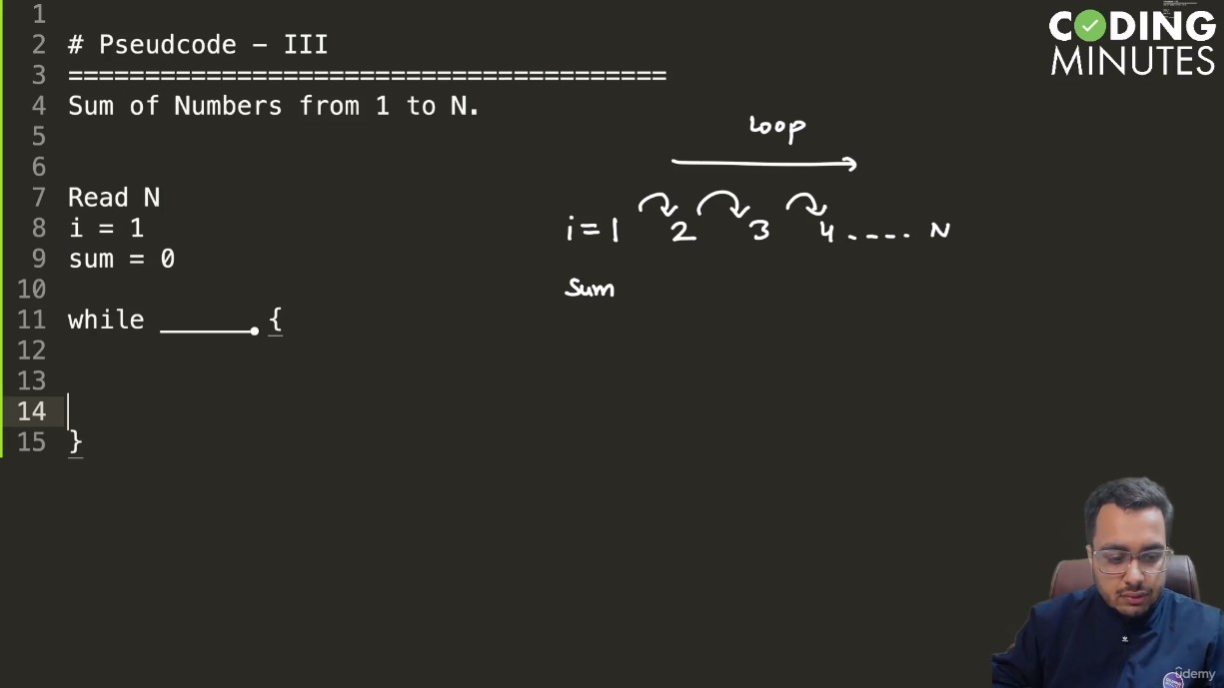 CODING
MINUTES
1
2 # Pseudcode - III
3 =======================================
4 Sum of Numbers from 1 to N.
5
6
7 Read N
8 i = 1
9 sum = 0
10
11 while ______ {
12
13
14
15 }
Loop
i = 1 2 3 4 . - - - . N
Sum
ûdemy